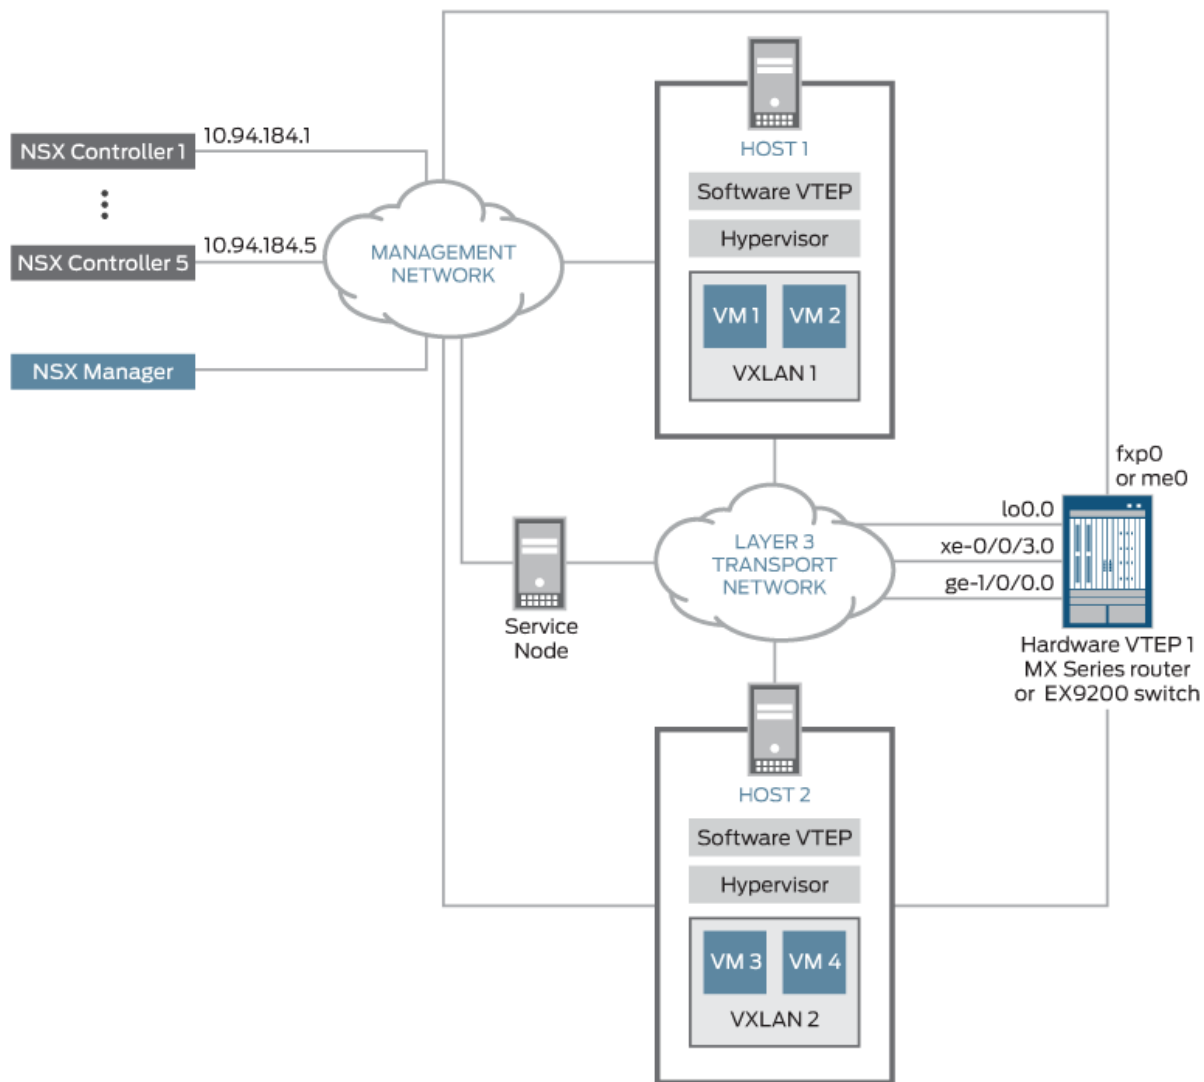 NSX Controller 1
10.94.184.1
NSX Controller 5
10.94.184.5
NSX Manager
MANAGEMENT
NETWORK
HOST 1
Software VTEP
Hypervisor
VM 1
VM 2
VXLAN 1
fxp0
or me0
lo0.0
xe-0/0/3.0
ge-1/0/0.0
LAYER 3
TRANSPORT
NETWORK
Service
Node
Hardware VTEP 1
MX Series router
or EX9200 switch
HOST 2
Software VTEP
Hypervisor
VM 3
VM 4
VXLAN 2